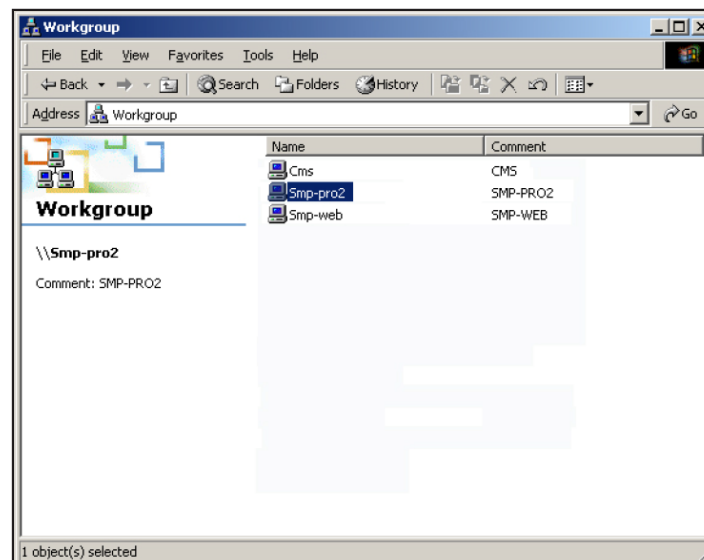 Workgroup
File Edit View Favorites Tools Help
Back Search Folders History
Address Workgroup Go
Name Comment
Cms CMS
Smp-pro2 SMP-PRO2
Smp-web SMP-WEB
Workgroup
\\Smp-pro2
Comment: SMP-PRO2
1 object(s) selected